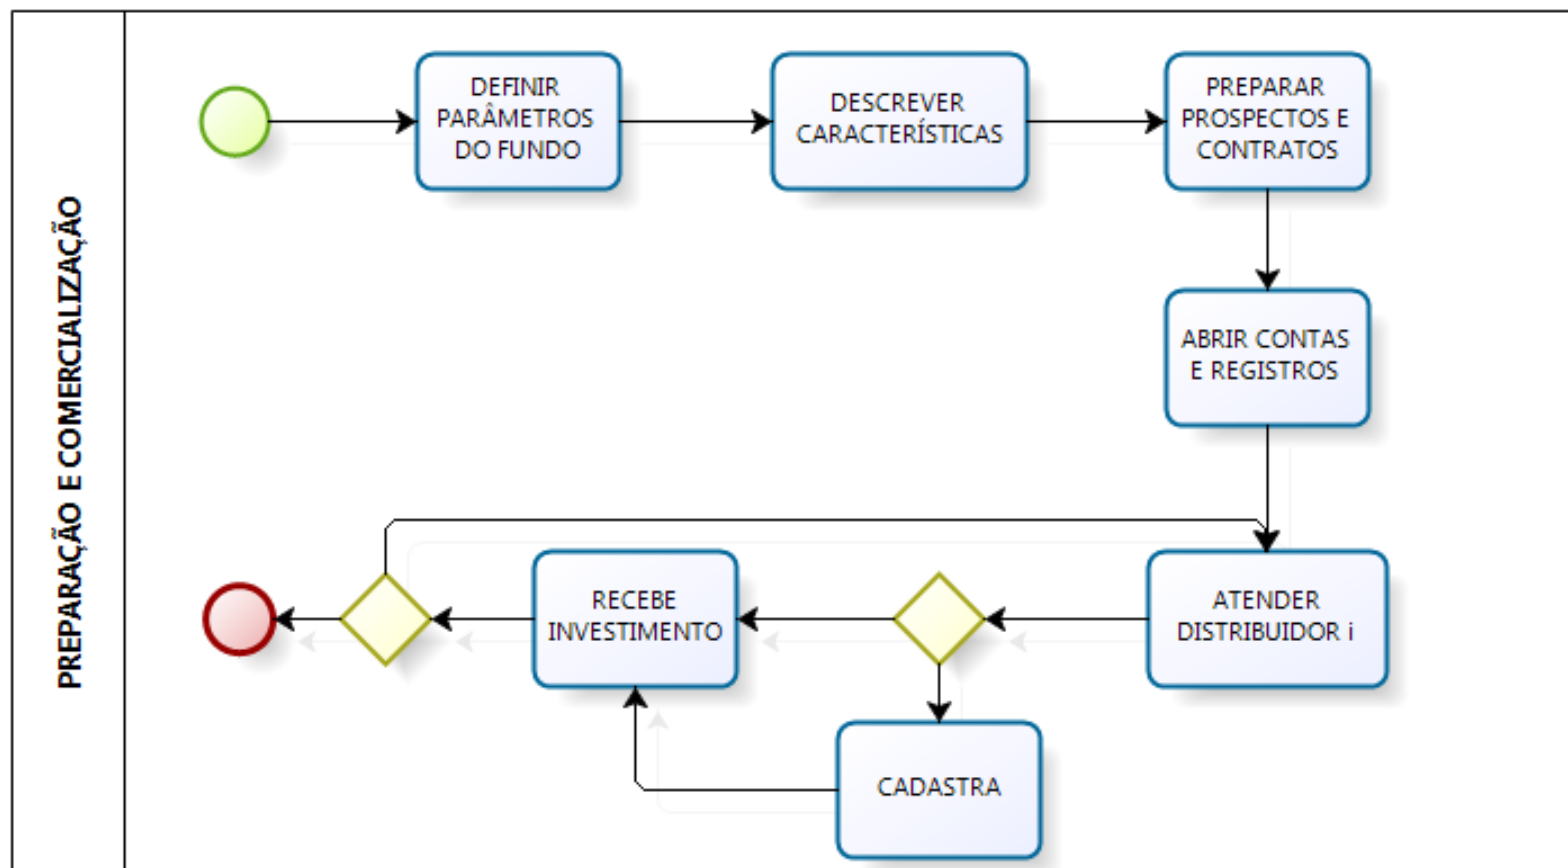 PREPARAÇÃO E COMERCIALIZAÇÃO
DEFINIR
PARÂMETROS
DO FUNDO
DESCREVER
CARACTERÍSTICAS
PREPARAR
PROSPECTOS E
CONTRATOS
ABRIR CONTAS
E REGISTROS
ATENDER
DISTRIBUIDOR i
RECEBE
INVESTIMENTO
CADASTRA